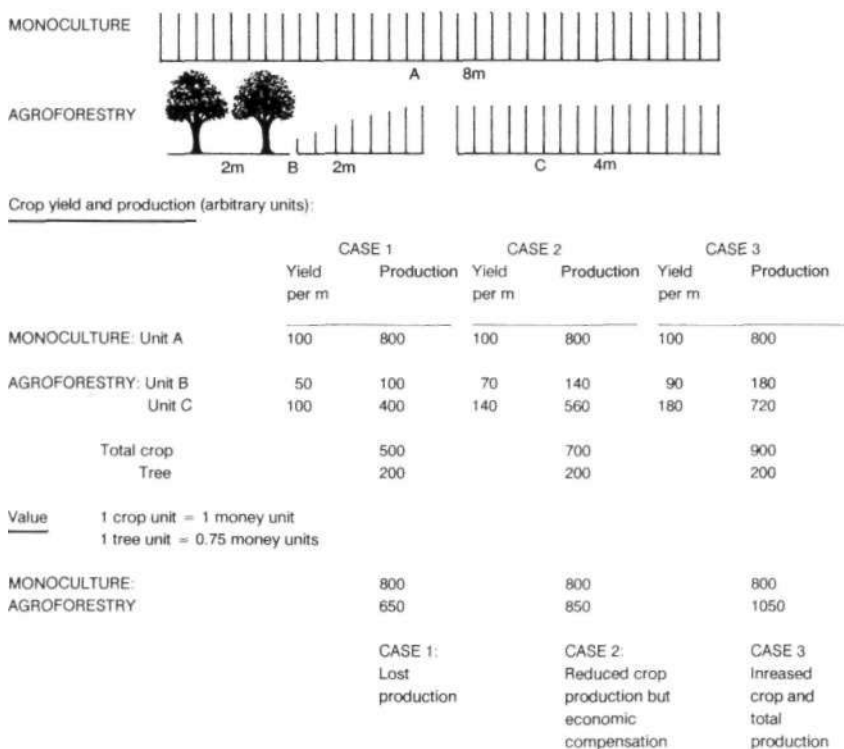 MONOCULTURE
A 8m
AGROFORESTRY
2m B 2m C 4m
Crop yield and production (arbitrary units):
CASE 1 CASE 2 CASE 3
Yield Production Yield Production Yield Production
per m per m per m
MONOCULTURE: Unit A 100 800 100 800 100 800
AGROFORESTRY: Unit B 50 100 70 140 90 180
Unit C 100 400 140 560 180 720
Total crop 500 700 900
Tree 200 200 200
Value 1 crop unit = 1 money unit
1 tree unit = 0.75 money units
MONOCULTURE: 800 800 800
AGROFORESTRY 650 850 1050
CASE 1: CASE 2: CASE 3
Lost Reduced crop Inreased
production production but crop and
economic total
compensation production